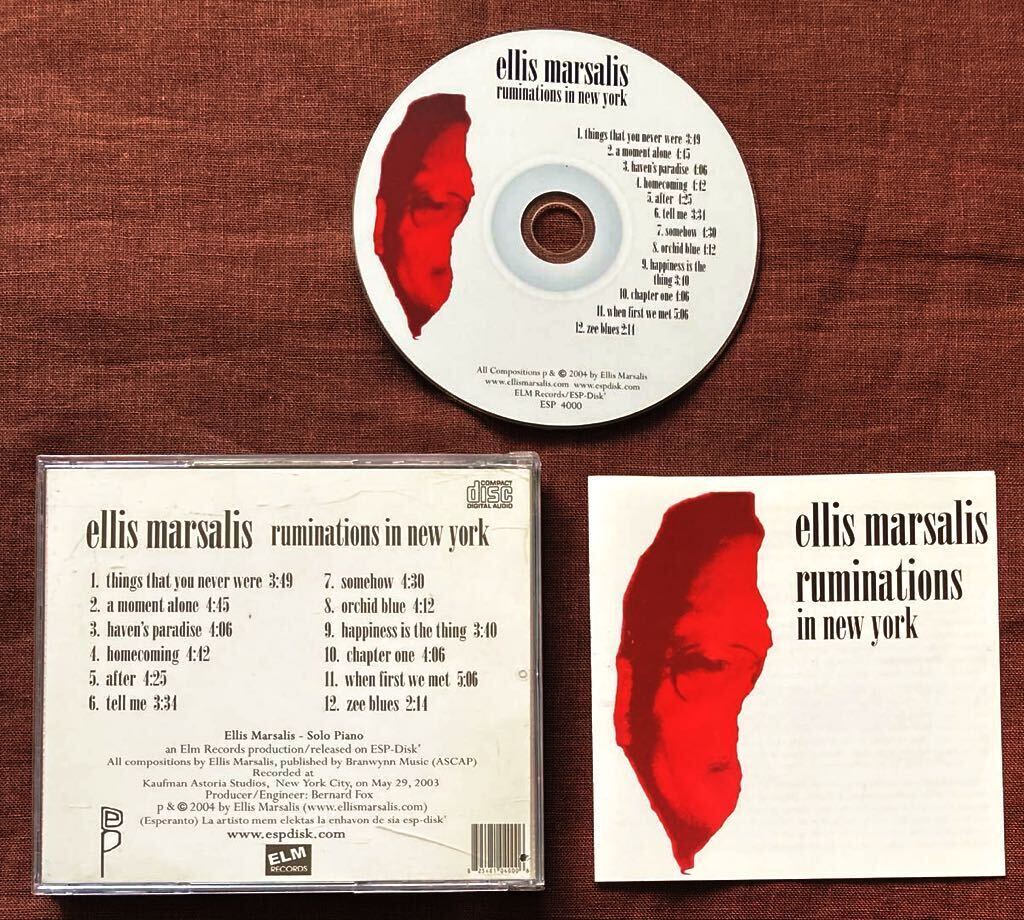 ellis marsalis
ruminations in new york
1. things that you never were 3:49
2. a moment alone 4:45
3. haven's paradise 4:06
4. homecoming 4:42
5. after 4:25
6. tell me 3:34
7. somehow 4:30
8. orchid blue 4:12
9. happiness is the
thing 3:40
10. chapter one 4:06
11. when first we met 5:06
12. zee blues 2:14
All Compositions p & © 2004 by Ellis Marsalis
www.ellismarsalis.com www.espdisk.com
ELM Records/ESP-Disk'
ESP 4000
COMPACT
disc
DIGITAL AUDIO
ellis marsalis ruminations in new york
1. things that you never were 3:49
2. a moment alone 4:45
3. haven's paradise 4:06
4. homecoming 4:42
5. after 4:25
6. tell me 3:34
7. somehow 4:30
8. orchid blue 4:12
9. happiness is the thing 3:40
10. chapter one 4:06
11. when first we met 5:06
12. zee blues 2:14
Ellis Marsalis - Solo Piano
an Elm Records production/released on ESP-Disk'
All compositions by Ellis Marsalis, published by Branwynn Music (ASCAP)
Recorded at
Kaufman Astoria Studios, New York City, on May 29, 2003
Producer/Engineer: Bernard Fox
p & © 2004 by Ellis Marsalis (www.ellismarsalis.com)
(Esperanto) La artisto mem elektas la enhavon de sia esp-disk'
www.espdisk.com
ELM
RECORDS
ellis marsalis
ruminations
in new york